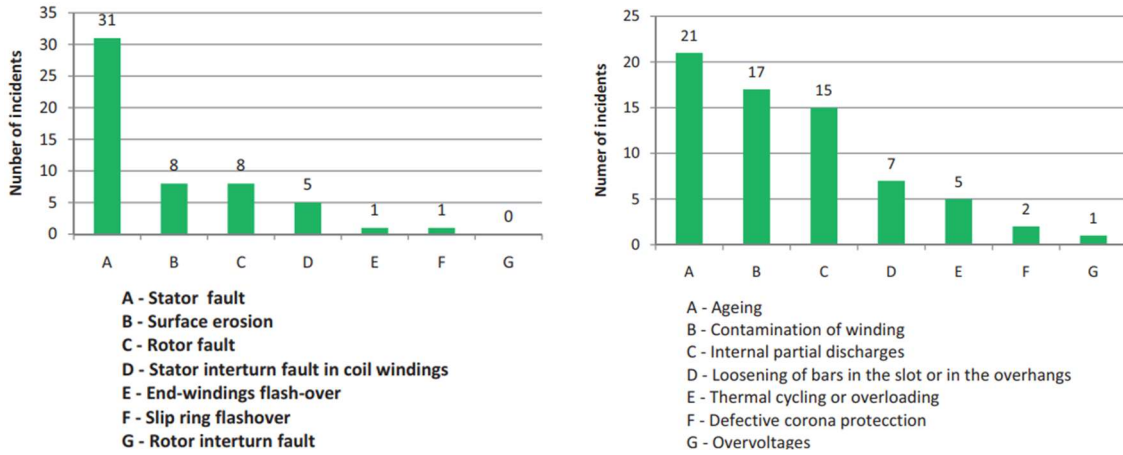 Nunber of incidents
35
30
25
20
15
10
5
0
31
8
8
5
1
1
0
A B C D E F G
A - Stator fault
B - Surface erosion
C - Rotor fault
D - Stator interturn fault in coil windings
E - End-windings flash-over
F - Slip ring flashover
G - Rotor interturn fault
Numer of incidents
25
20
15
10
5
0
21
17
15
7
5
2
1
A B C D E F G
A - Ageing
B - Contamination of winding
C - Internal partial discharges
D - Loosening of bars in the slot or in the overhangs
E - Thermal cycling or overloading
F - Defective corona protecction
G - Overvoltages